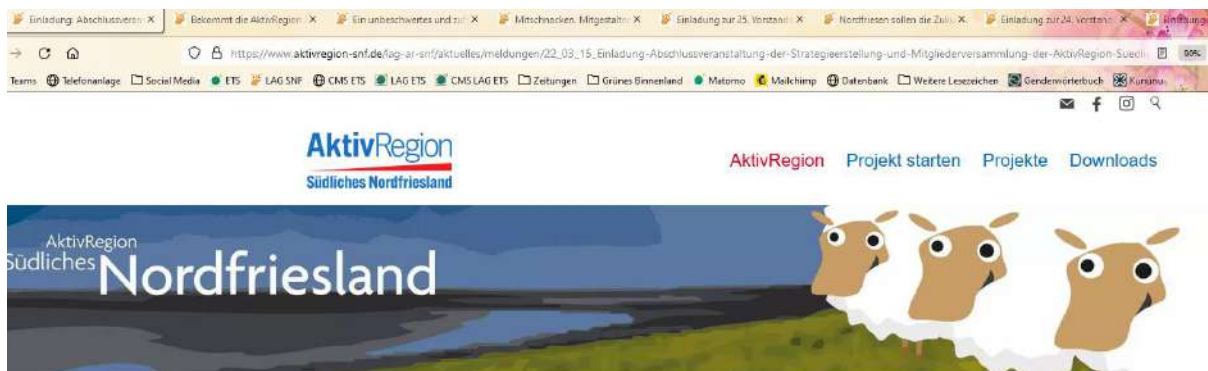 Einladung: Abschlussveran X Bekommt die AktivRegion X Ein unbeschwertes und X Mitschnacken. Mitgestalten X Einladung zur 25. Vorstand X Nordfriesen sollen die Zuku X Einladung zur 24. Vorstand X
https://www.aktivregion-snf.de/lag-ar-snf/aktuelles/meldungen/22_03_15_Einladung-Abschlussveranstaltung-der-Strategieerstellung-und-Mitgliederversammlung-der-AktivRegion-Suedli 90%
Teams Telefonanlage Social Media ETS LAG SNF CMS ETS LAG ETS CMS LAG ETS Zeitungen Grünes Binnenland Matomo Mailchimp Datenbank Weitere Lesezeichen Genderwörterbuch
AktivRegion
Südliches Nordfriesland
AktivRegion Projekt starten Projekte Downloads
AktivRegion
Südliches Nordfriesland